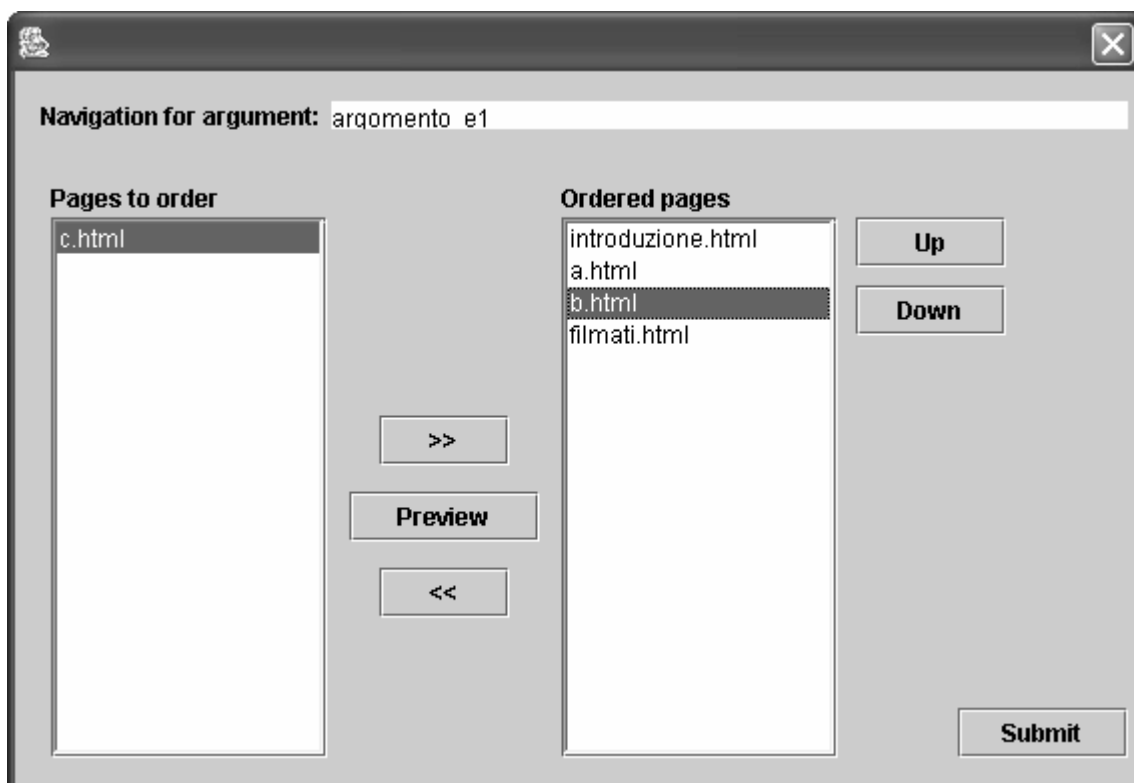 Navigation for argument: argomento_e1
Pages to order
c.html
Ordered pages
introduzione.html
a.html
b.html
filmati.html
Up
Down
>>
Preview
<<
Submit